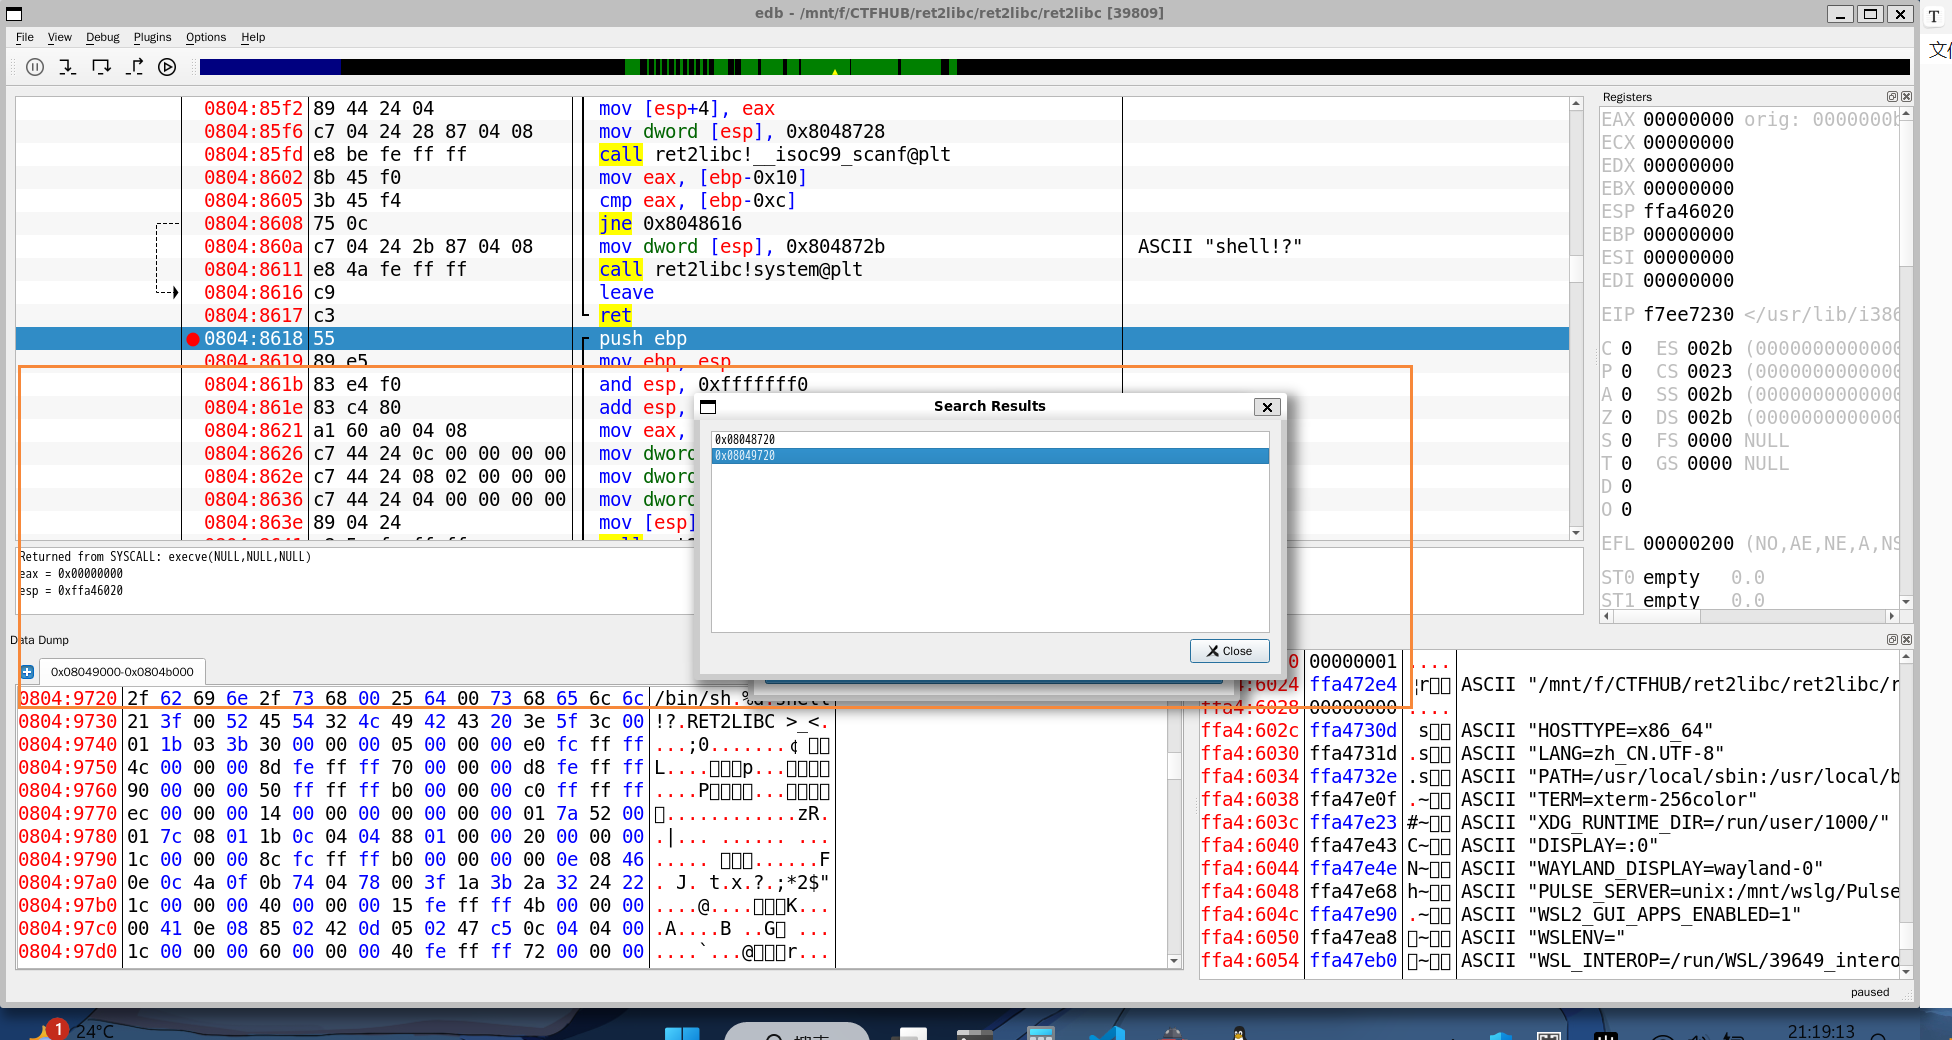 edb - /mnt/f/CTFHUB/ret2libc/ret2libc/ret2libc [39809]
File View Debug Plugins Options Help
0804:85f2 89 44 24 04 mov [esp+4], eax
0804:85f6 c7 04 24 28 87 04 08 mov dword [esp], 0x8048728
0804:85fd e8 be fe ff ff call ret2libc!__isoc99_scanf@plt
0804:8602 8b 45 f0 mov eax, [ebp-0x10]
0804:8605 3b 45 f4 cmp eax, [ebp-0xc]
0804:8608 75 0c jne 0x8048616
0804:860a c7 04 24 2b 87 04 08 mov dword [esp], 0x804872b ASCII "shell!?"
0804:8611 e8 4a fe ff ff call ret2libc!system@plt
0804:8616 c9 leave
0804:8617 c3 ret
0804:8618 55 push ebp
0804:8619 89 e5 mov ebp, esp
0804:861b 83 e4 f0 and esp, 0xfffffff0
0804:861e 83 c4 80 add esp,
0804:8621 a1 60 a0 04 08 mov eax,
0804:8626 c7 44 24 0c 00 00 00 00 mov dword
0804:862e c7 44 24 08 02 00 00 00 mov dword
0804:8636 c7 44 24 04 00 00 00 00 mov dword
0804:863e 89 04 24 mov [esp]
Registers
EAX 00000000 orig: 0000000b
ECX 00000000
EDX 00000000
EBX 00000000
ESP ffa46020
EBP 00000000
ESI 00000000
EDI 00000000
EIP f7ee7230 </usr/lib/i386
C 0 ES 002b (0000000000000
P 0 CS 0023 (0000000000000
A 0 SS 002b (0000000000000
Z 0 DS 002b (0000000000000
S 0 FS 0000 NULL
T 0 GS 0000 NULL
D 0
O 0
EFL 00000200 (NO,AE,NE,A,NS
ST0 empty 0.0
ST1 empty 0.0
Search Results
0x08048720
0x08049720
Close
Returned from SYSCALL: execve(NULL,NULL,NULL)
eax = 0x00000000
esp = 0xffa46020
Data Dump
0x08049000-0x0804b000
0804:9720 2f 62 69 6e 2f 73 68 00 25 64 00 73 68 65 6c 6c /bin/sh.%d.shell
0804:9730 21 3f 00 52 45 54 32 4c 49 42 43 20 3e 5f 3c 00 !?.RET2LIBC >_<.
0804:9740 01 1b 03 3b 30 00 00 00 05 00 00 00 e0 fc ff ff ...;0.......¢
0804:9750 4c 00 00 00 8d fe ff ff 70 00 00 00 d8 fe ff ff L....□□□p...□□□□
0804:9760 90 00 00 00 50 ff ff ff b0 00 00 00 c0 ff ff ff ....P□□□□...□□□□
0804:9770 ec 00 00 00 14 00 00 00 00 00 00 00 01 7a 52 00 □............zR.
0804:9780 01 7c 08 01 1b 0c 04 04 88 01 00 00 20 00 00 00 .|... ...... ...
0804:9790 1c 00 00 00 8c fc ff ff b0 00 00 00 00 0e 08 46 ..... □□□......F
0804:97a0 0e 0c 4a 0f 0b 74 04 78 00 3f 1a 3b 2a 32 24 22 . J. t.x.?.;*2$"
0804:97b0 1c 00 00 00 40 00 00 00 15 fe ff ff 4b 00 00 00 ....@....□□□K...
0804:97c0 00 41 0e 08 85 02 42 0d 05 02 47 c5 0c 04 04 00 .A....B ..G□ ...
0804:97d0 1c 00 00 00 60 00 00 00 40 fe ff ff 72 00 00 00 ....`...@□□□r...
0 00000001 ....
:6024 ffa472e4 ¦r□□ ASCII "/mnt/f/CTFHUB/ret2libc/ret2libc/r
ffa4:6028 00000000 ....
ffa4:602c ffa4730d s□□ ASCII "HOSTTYPE=x86_64"
ffa4:6030 ffa4731d .s□□ ASCII "LANG=zh_CN.UTF-8"
ffa4:6034 ffa4732e .s□□ ASCII "PATH=/usr/local/sbin:/usr/local/b
ffa4:6038 ffa47e0f .~□□ ASCII "TERM=xterm-256color"
ffa4:603c ffa47e23 #~□□ ASCII "XDG_RUNTIME_DIR=/run/user/1000/"
ffa4:6040 ffa47e43 C~□□ ASCII "DISPLAY=:0"
ffa4:6044 ffa47e4e N~□□ ASCII "WAYLAND_DISPLAY=wayland-0"
ffa4:6048 ffa47e68 h~□□ ASCII "PULSE_SERVER=unix:/mnt/wslg/Pulse
ffa4:604c ffa47e90 .~□□ ASCII "WSL2_GUI_APPS_ENABLED=1"
ffa4:6050 ffa47ea8 □~□□ ASCII "WSLENV="
ffa4:6054 ffa47eb0 □~□□ ASCII "WSL_INTEROP=/run/WSL/39649_intero
paused
T
1
24°C
21:19:13